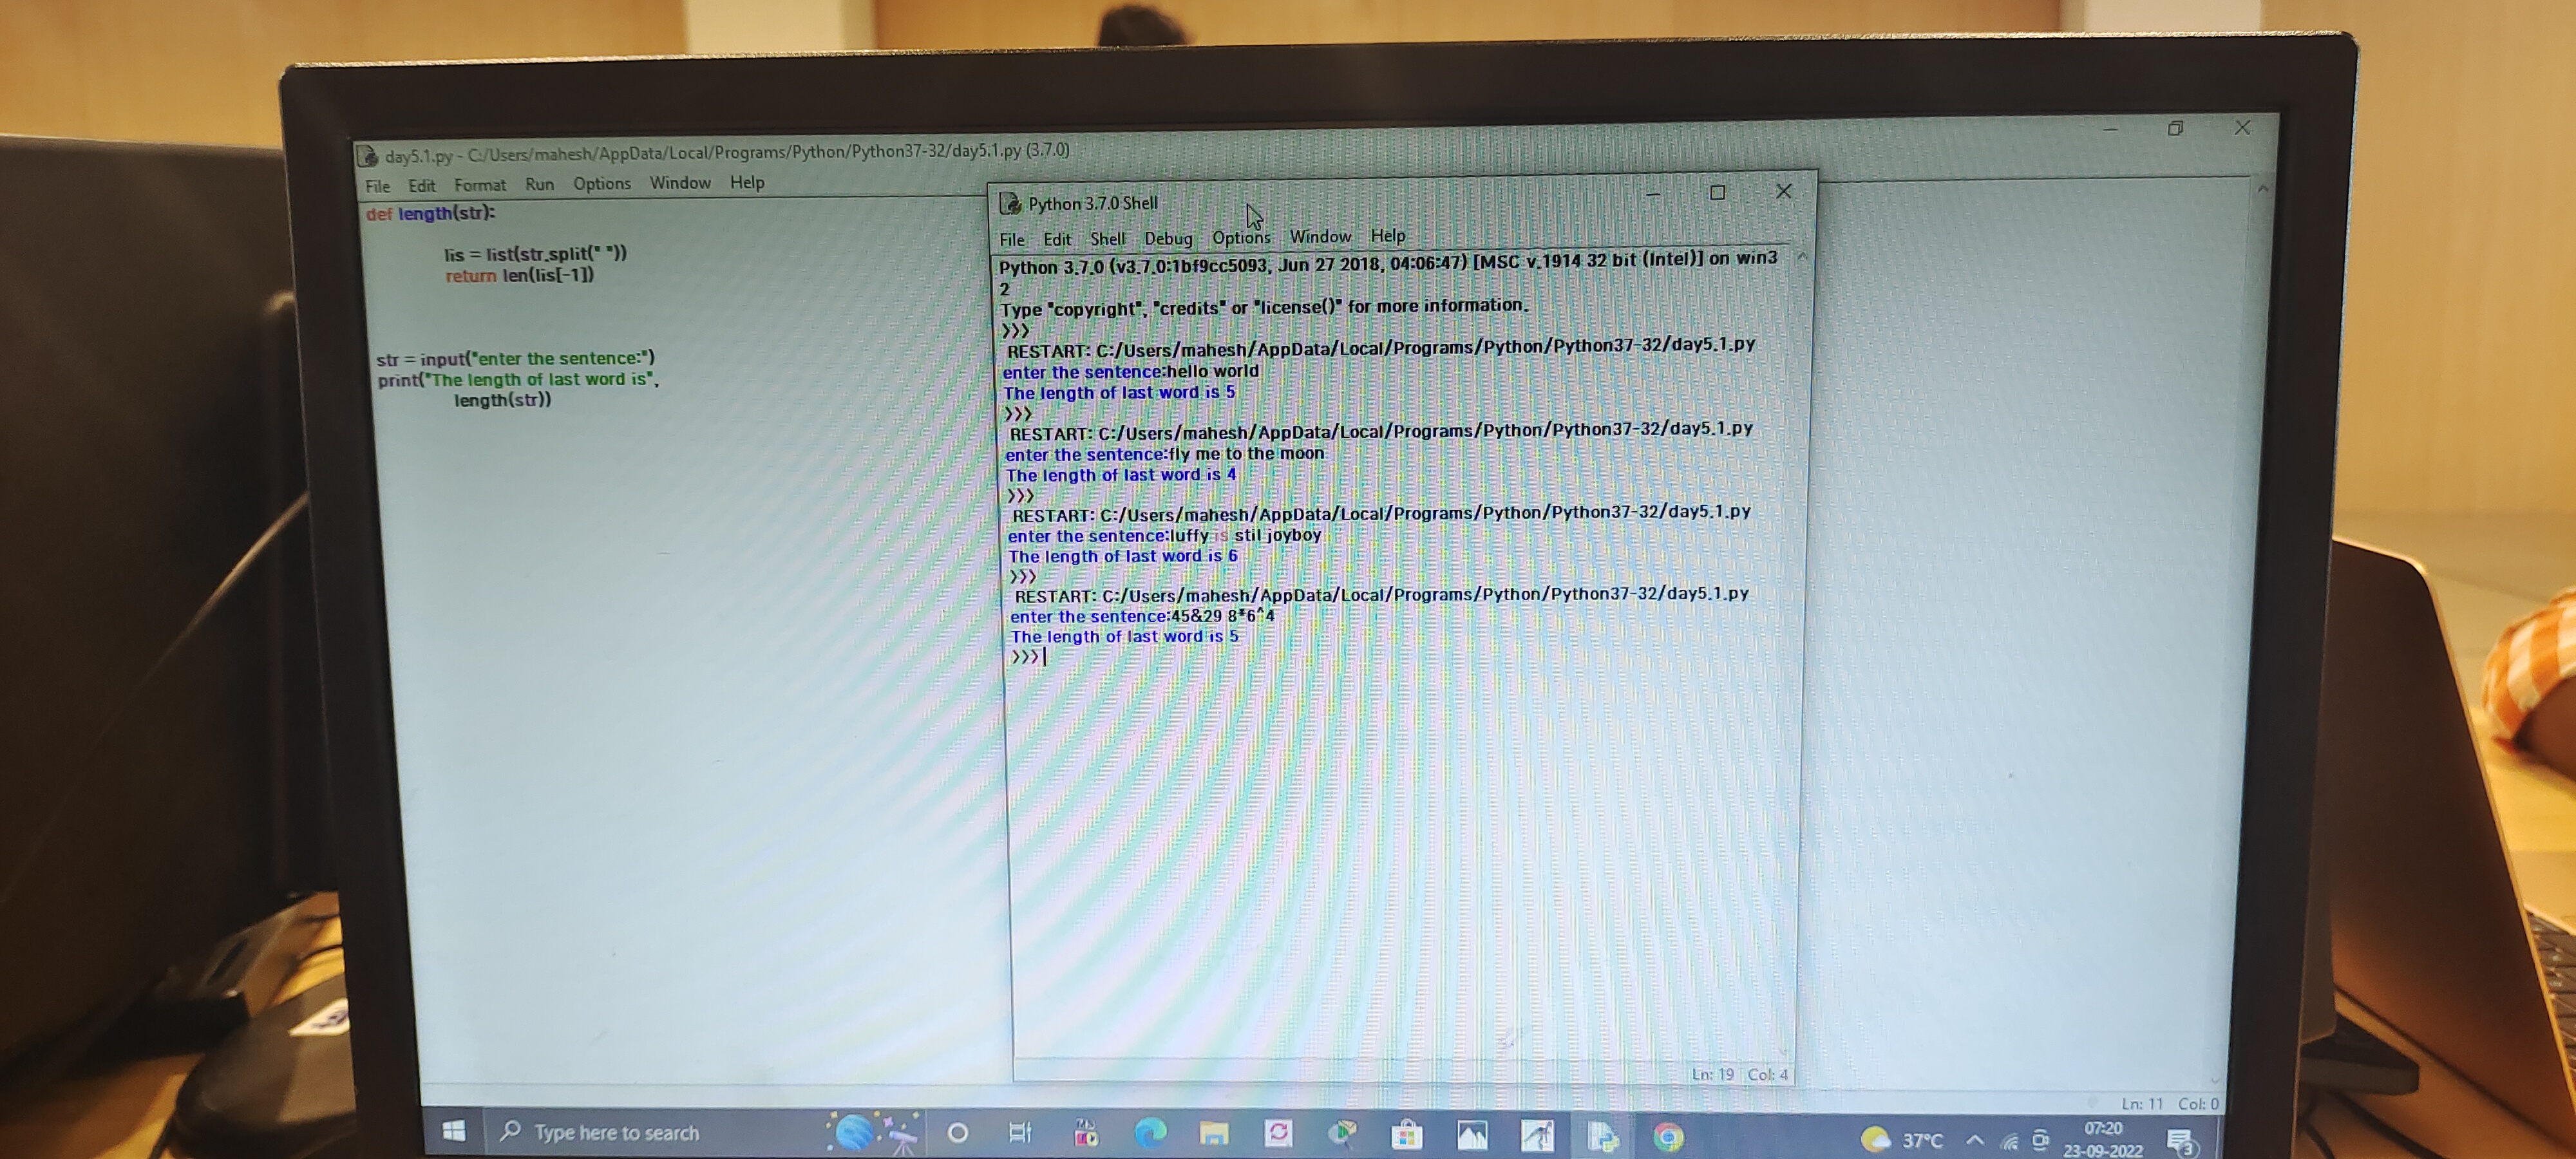 day5.1.py - C:/Users/mahesh/AppData/Local/Programs/Python/Python37-32/day5.1.py (3.7.0)
File Edit Format Run Options Window Help
def length(str):
lis = list(str.split(" "))
return len(lis[-1])
str = input("enter the sentence:")
print("The length of last word is",
length(str))
Python 3.7.0 Shell
File Edit Shell Debug Options Window Help
Python 3.7.0 (v3.7.0:1bf9cc5093, Jun 27 2018, 04:06:47) [MSC v.1914 32 bit (Intel)] on win3
2
Type "copyright", "credits" or "license()" for more information.
>>>
RESTART: C:/Users/mahesh/AppData/Local/Programs/Python/Python37-32/day5.1.py
enter the sentence:hello world
The length of last word is 5
>>>
RESTART: C:/Users/mahesh/AppData/Local/Programs/Python/Python37-32/day5.1.py
enter the sentence:fly me to the moon
The length of last word is 4
>>>
RESTART: C:/Users/mahesh/AppData/Local/Programs/Python/Python37-32/day5.1.py
enter the sentence:luffy is stil joyboy
The length of last word is 6
>>>
RESTART: C:/Users/mahesh/AppData/Local/Programs/Python/Python37-32/day5.1.py
enter the sentence:45&29 8*6^4
The length of last word is 5
>>>
Ln: 19 Col: 4
Ln: 11 Col: 0
Type here to search
37°C
07:20
23-09-2022
3